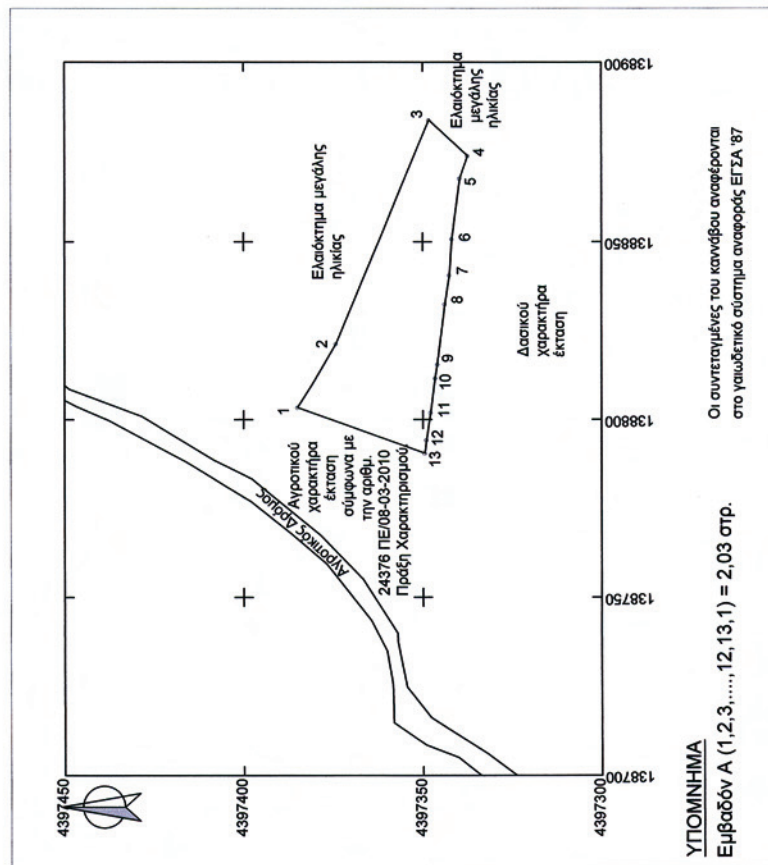 4397450
4397400
4397350
4397300
138700
138750
138800
138850
138900
Αγροτικός Δρόμος
Αγροτικού
χαρακτήρα
έκταση
σύμφωνα με
την αριθμ.
24376 ΠΕ/08-03-2010
Πράξη Χαρακτηρισμού
Ελαιόκτημα μεγάλης
ηλικίας
Ελαιόκτημα
μεγάλης
ηλικίας
1
2
3
4
5
6
7
8
9
10
11
12
13
Δασικού
χαρακτήρα
έκταση
ΥΠΟΜΝΗΜΑ
Εμβαδόν Α (1,2,3,.....,12,13,1) = 2,03 στρ.
Οι συντεταγμένες του καννάβου αναφέρονται
στο γαιωδετικό σύστημα αναφοράς ΕΓΣΑ '87